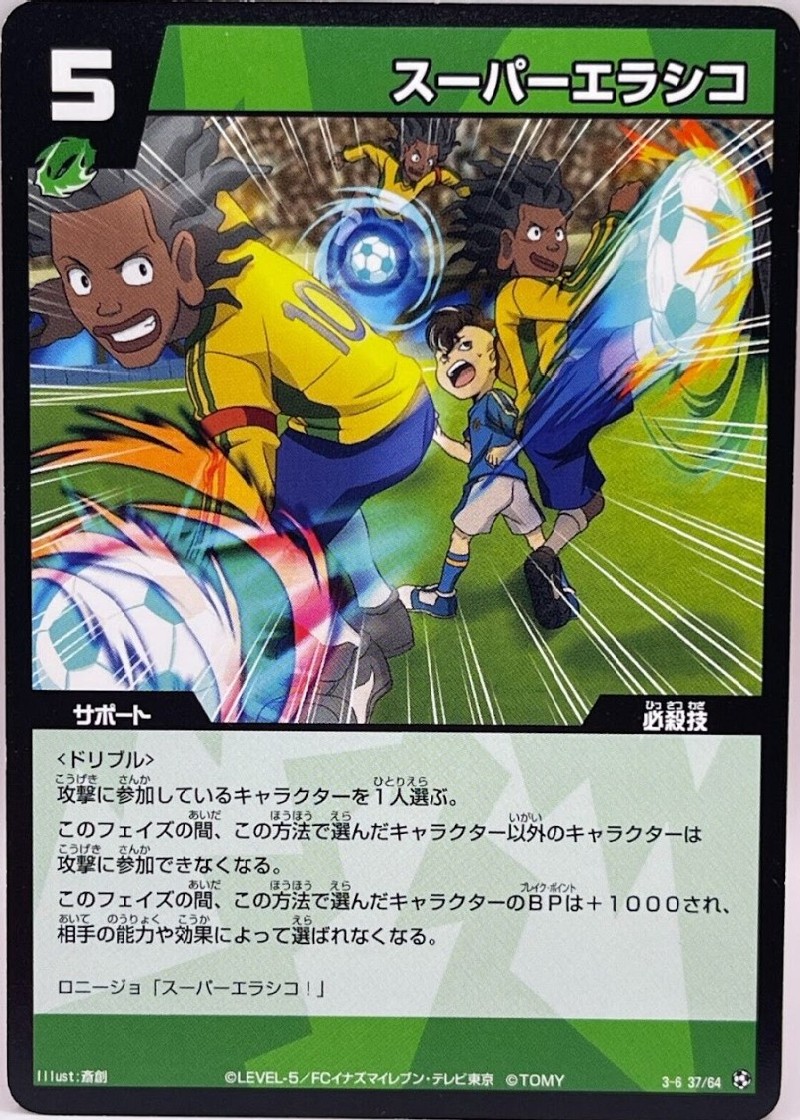 5
スーパーエラシコ
10
サポート
必殺技
<ドリブル>
攻撃に参加しているキャラクターを１人選ぶ。
このフェイズの間、この方法で選んだキャラクター以外のキャラクターは
攻撃に参加できなくなる。
このフェイズの間、この方法で選んだキャラクターのＢＰは＋１０００され、
相手の能力や効果によって選ばれなくなる。
ロニージョ「スーパーエラシコ！」
Illust:斎創
©LEVEL-5／FCイナズマイレブン・テレビ東京 ©TOMY
3-6 37/64